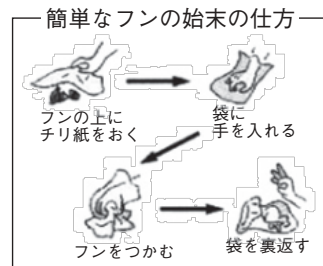 簡単なフンの始末の仕方
フンの上に
チリ紙をおく
袋に
手を入れる
フンをつかむ
袋を裏返す